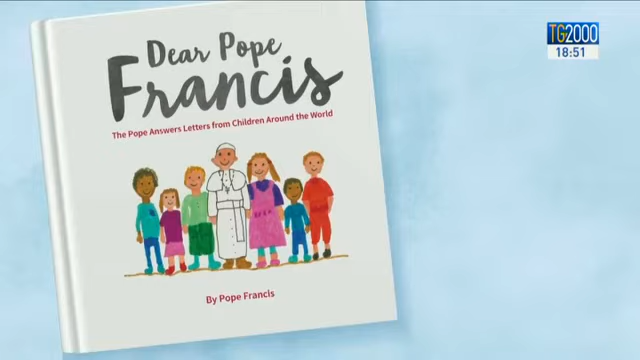 Dear Pope
Francis
The Pope Answers Letters from Children Around the World
By Pope Francis
TG2000
18:51